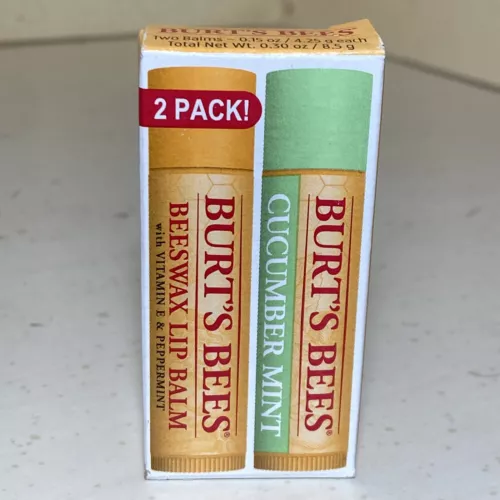 BURT'S BEES
Two Balms – 0.15 oz / 4.25 g each
Total Net Wt. 0.30 oz / 8.5 g
2 PACK!
BURT'S BEES®
BEESWAX LIP BALM
with VITAMIN E & PEPPERMINT
BURT'S BEES®
CUCUMBER MINT